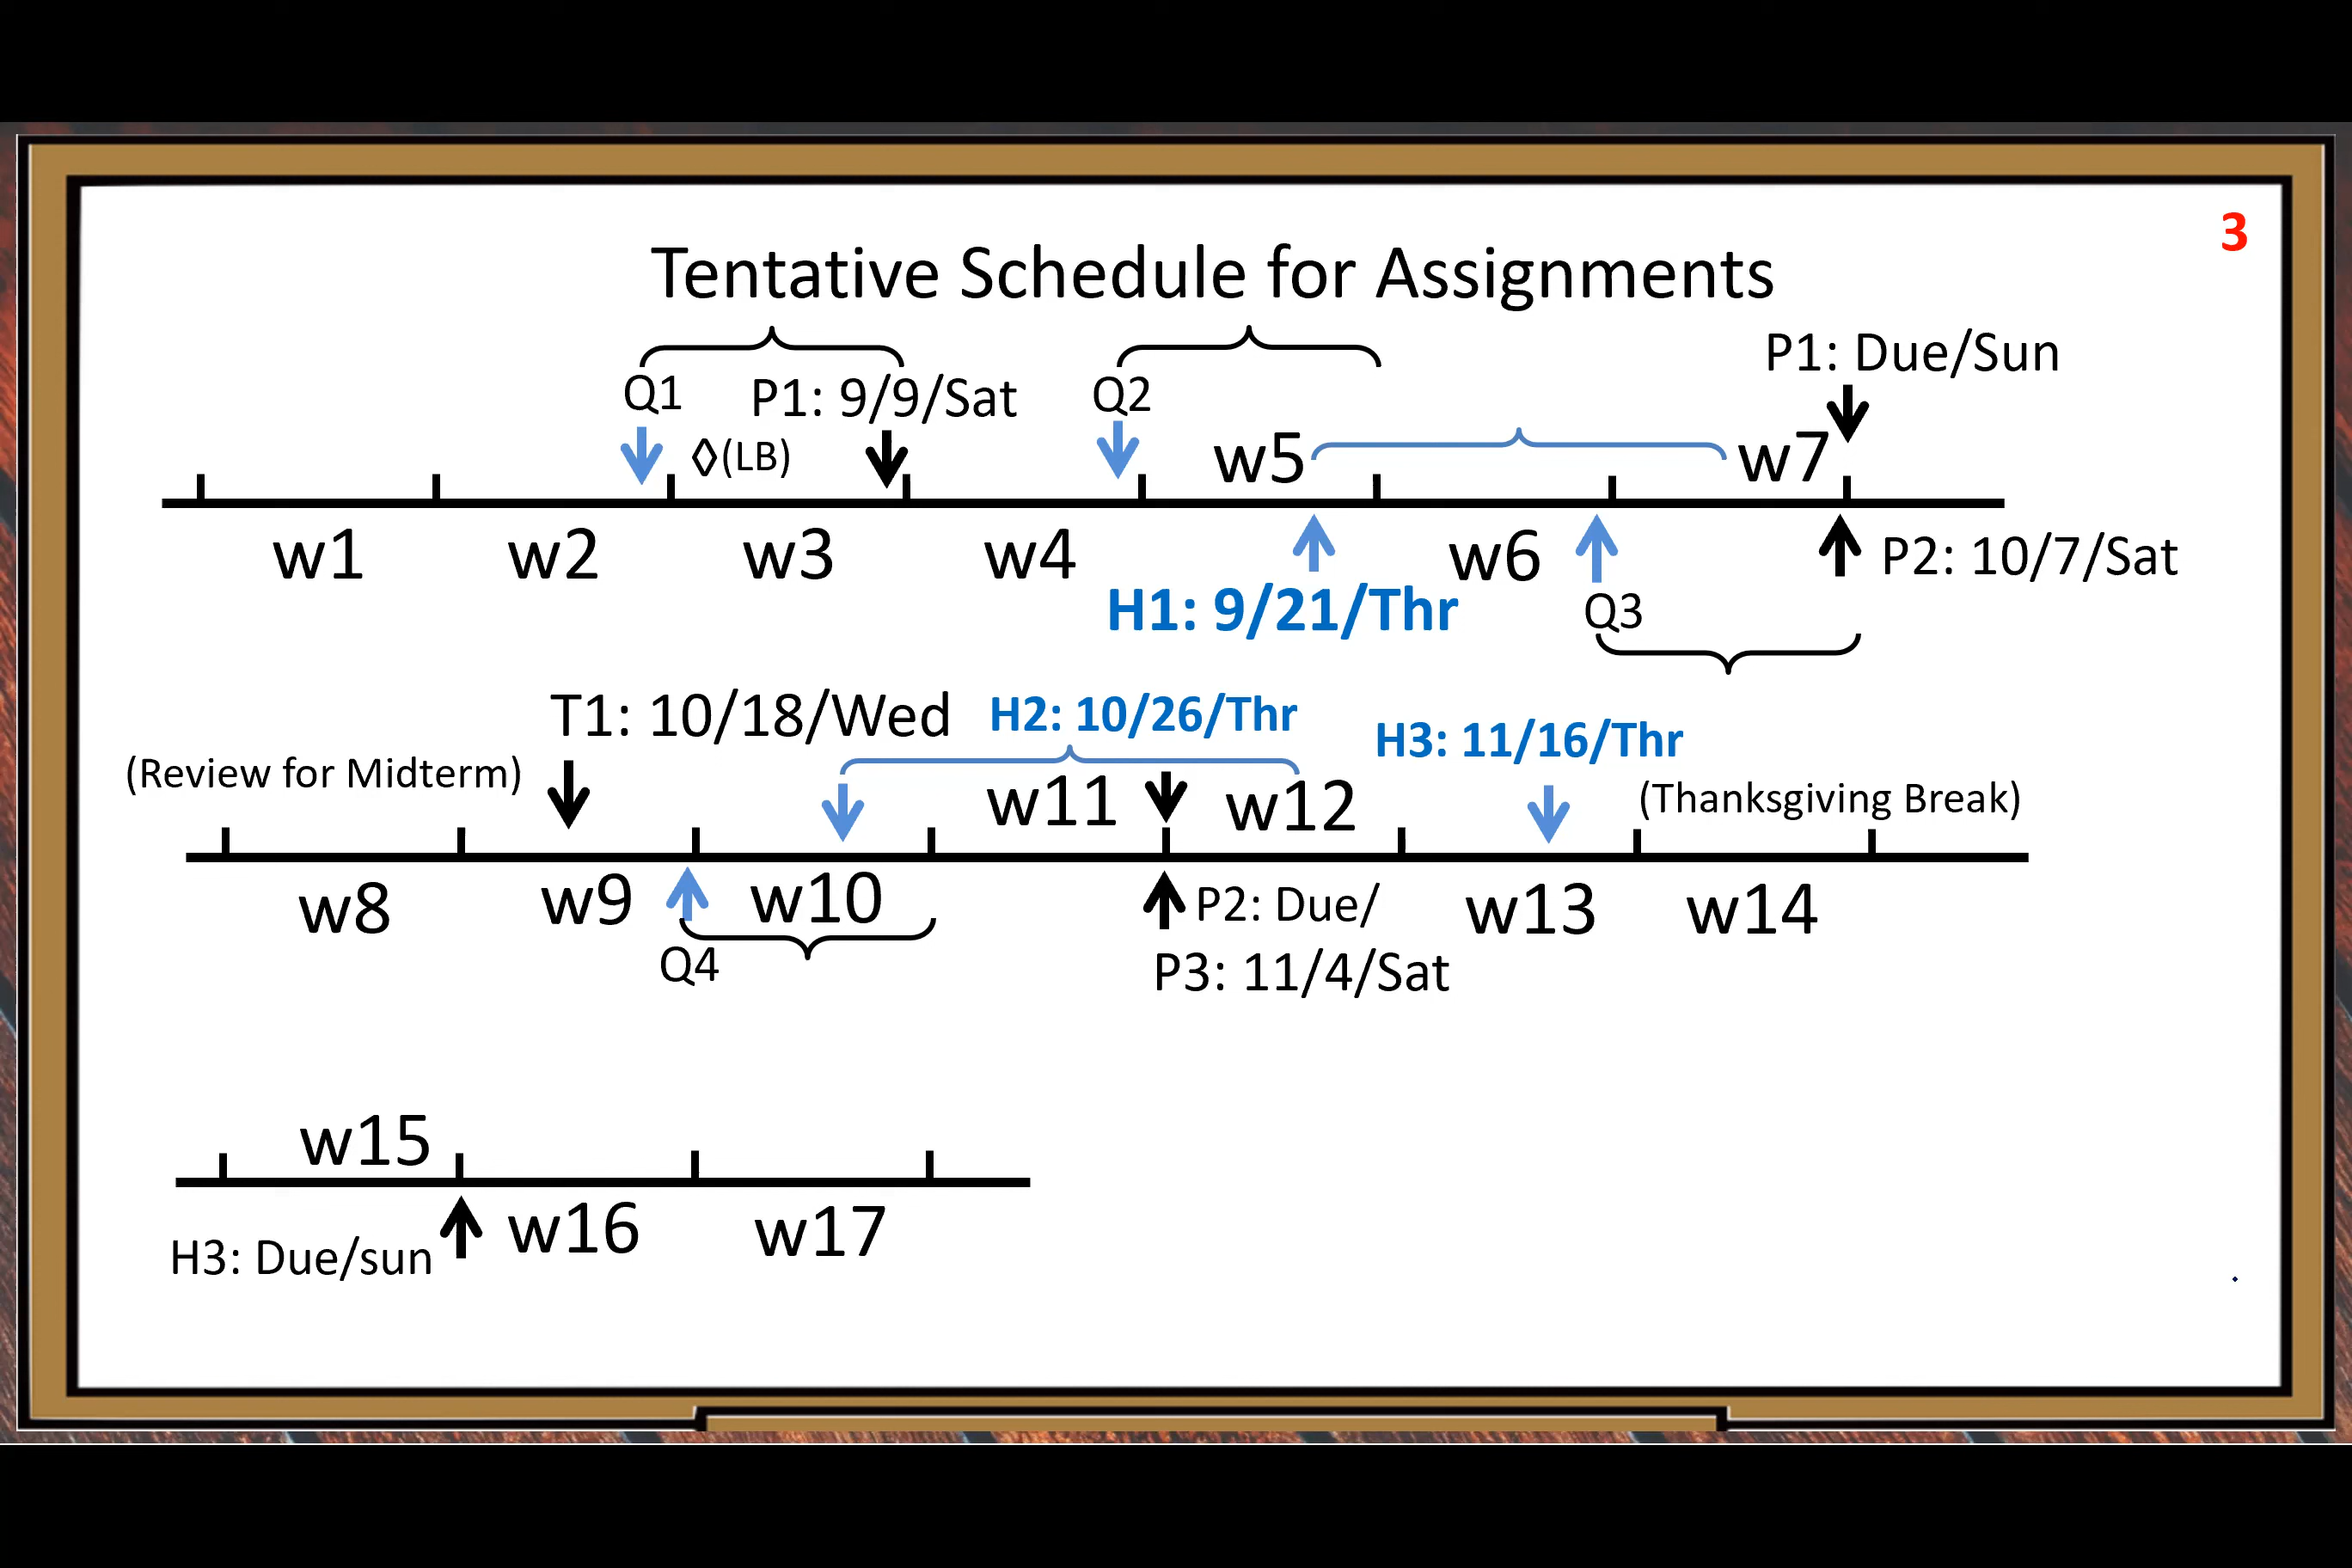 3
Tentative Schedule for Assignments
P1: Due/Sun
Q1
P1: 9/9/Sat
Q2
◊(LB)
w5
w7
w1
w2
w3
w4
w6
P2: 10/7/Sat
H1: 9/21/Thr
Q3
T1: 10/18/Wed
H2: 10/26/Thr
H3: 11/16/Thr
(Review for Midterm)
w11
w12
(Thanksgiving Break)
w8
w9
w10
P2: Due/
w13
w14
Q4
P3: 11/4/Sat
w15
w16
w17
H3: Due/sun